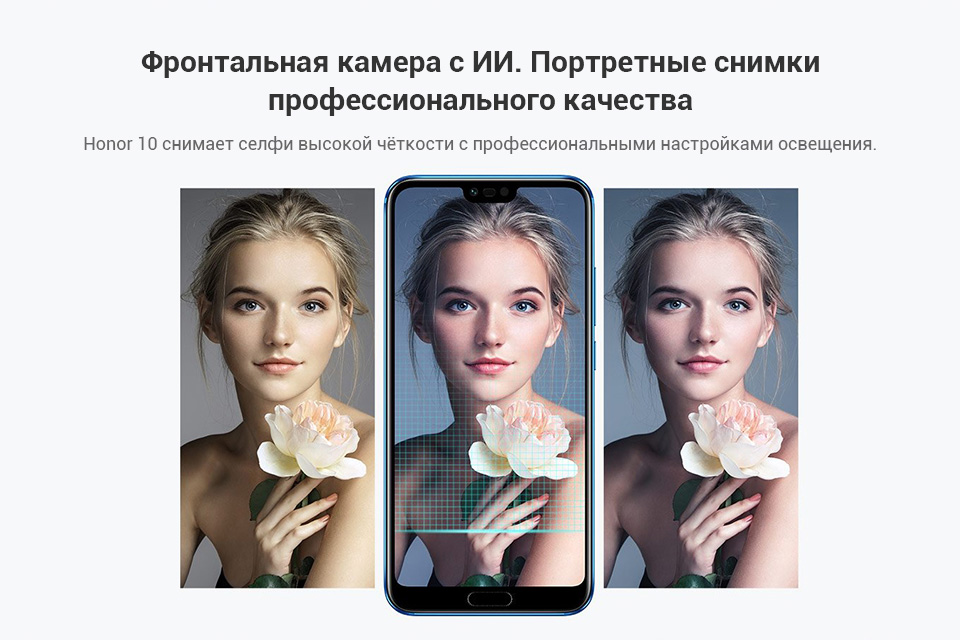 Фронтальная камера с ИИ. Портретные снимки
профессионального качества
Honor 10 снимает селфи высокой чёткости с профессиональными настройками освещения.